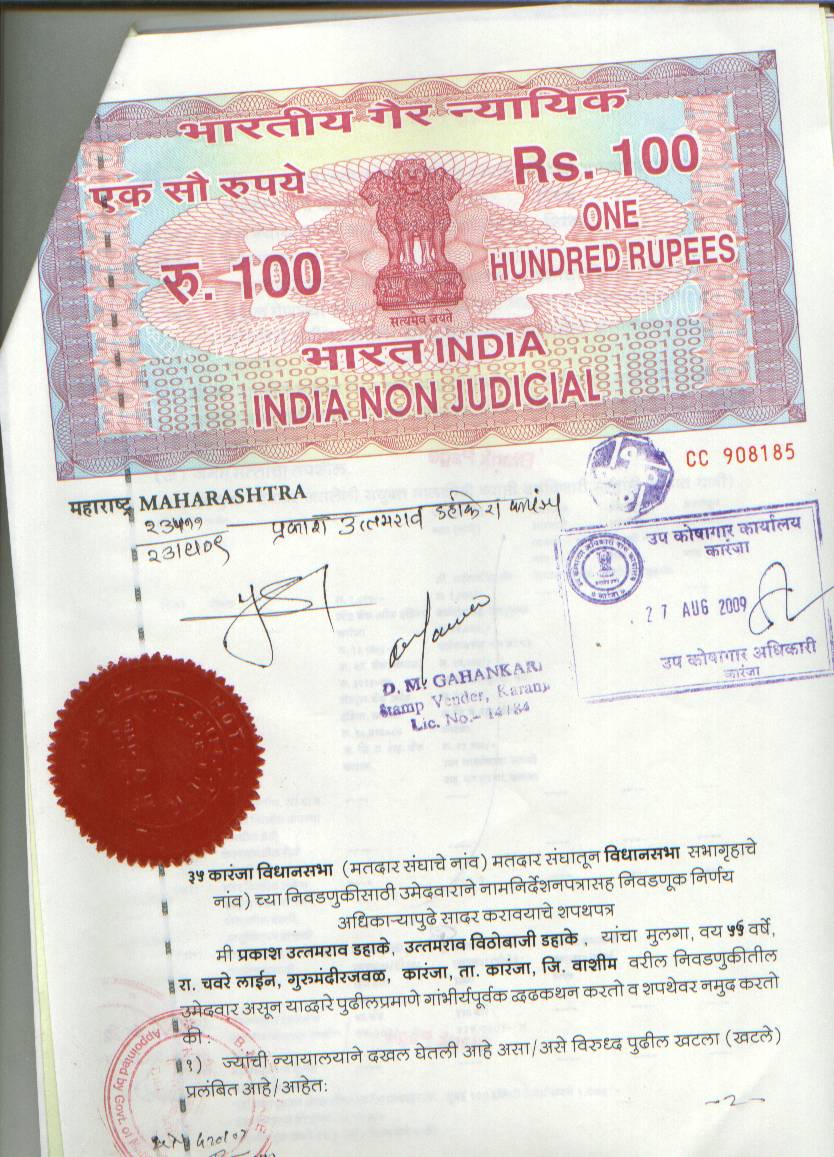 भारतीय गैर न्यायिक
एक सौ रुपये
Rs. 100
रु. 100
ONE
HUNDRED RUPEES
सत्यमेव जयते
भारत INDIA
INDIA NON JUDICIAL
CC 908185
महाराष्ट्र MAHARASHTRA
प्रकाश उत्तमराव डहाके रा कारंजा
उप कोषागार कार्यालय
कारंजा
27 AUG 2009
उप कोषागार अधिकारी
कारंजा
D. M. GAHANKAR
Stamp Vender, Karanja
Lic. No.-
३५ कारंजा विधानसभा (मतदार संघाचे नांव) मतदार संघातून विधानसभा सभागृहाचे
नांव) च्या निवडणुकीसाठी उमेदवाराने नामनिर्देशनपत्रासह निवडणूक निर्णय
अधिकाऱ्यापुढे सादर करावयाचे शपथपत्र
मी प्रकाश उत्तमराव डहाके, उत्तमराव विठोबाजी डहाके , यांचा मुलगा, वय ५५ वर्षे,
रा. चवरे लाईन, गुरुमंदीरजवळ, कारंजा, ता. कारंजा, जि. वाशीम वरील निवडणुकीतील
उमेदवार असून याद्वारे पुढीलप्रमाणे गांभीर्यपूर्वक दृढकथन करतो व शपथेवर नमुद करतो
की :
१) ज्यांची न्यायालयाने दखल घेतली आहे असा/असे विरुध्द पुढील खटला (खटले)
प्रलंबित आहे/आहेत:
Appointed by Govt. of
-2-